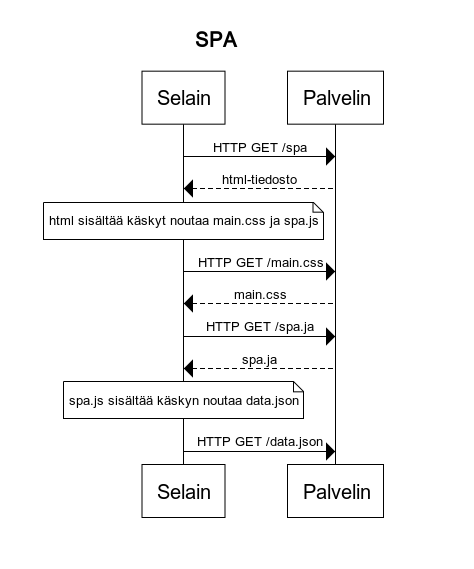 SPA
Selain Palvelin
HTTP GET /spa
html-tiedosto
html sisältää käskyt noutaa main.css ja spa.js
HTTP GET /main.css
main.css
HTTP GET /spa.ja
spa.ja
spa.js sisältää käskyn noutaa data.json
HTTP GET /data.json
Selain Palvelin